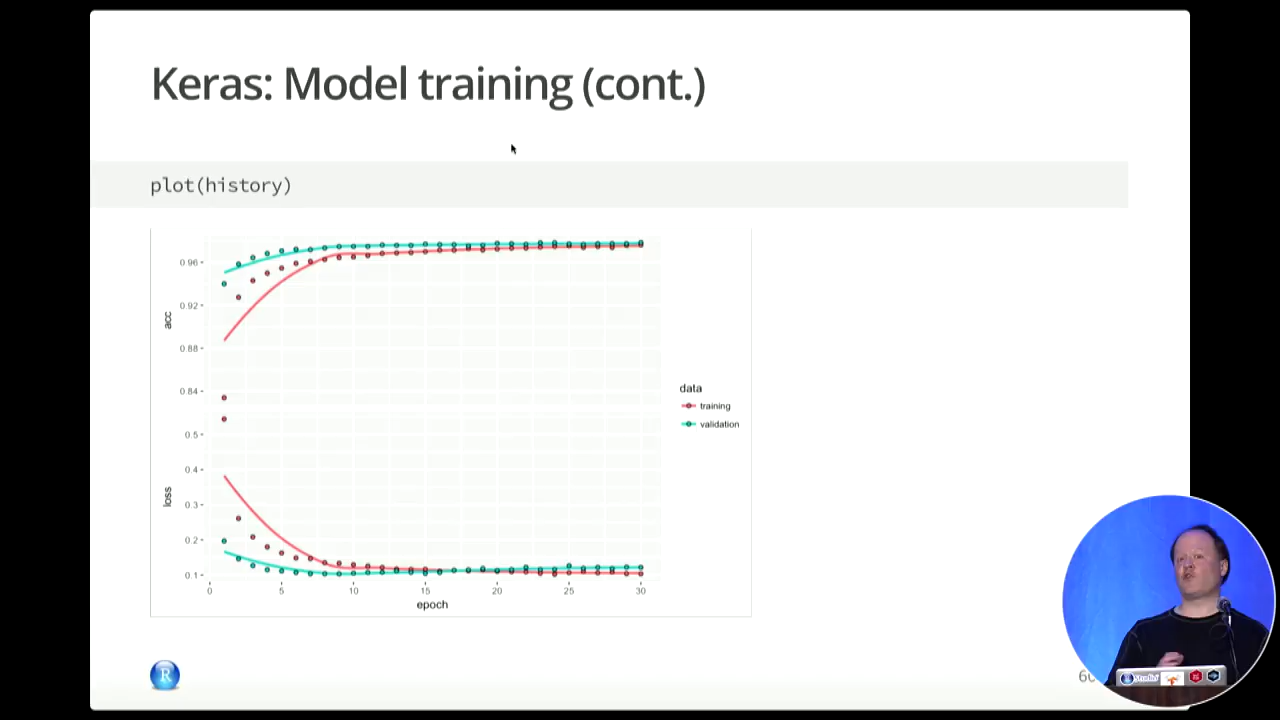 Keras: Model training (cont.)
plot(history)
0.96
0.92
acc
0.88
0.84
data
training
validation
0.5
0.4
loss
0.3
0.2
0.1
0 5 10 15 20 25 30
epoch
R
Studio